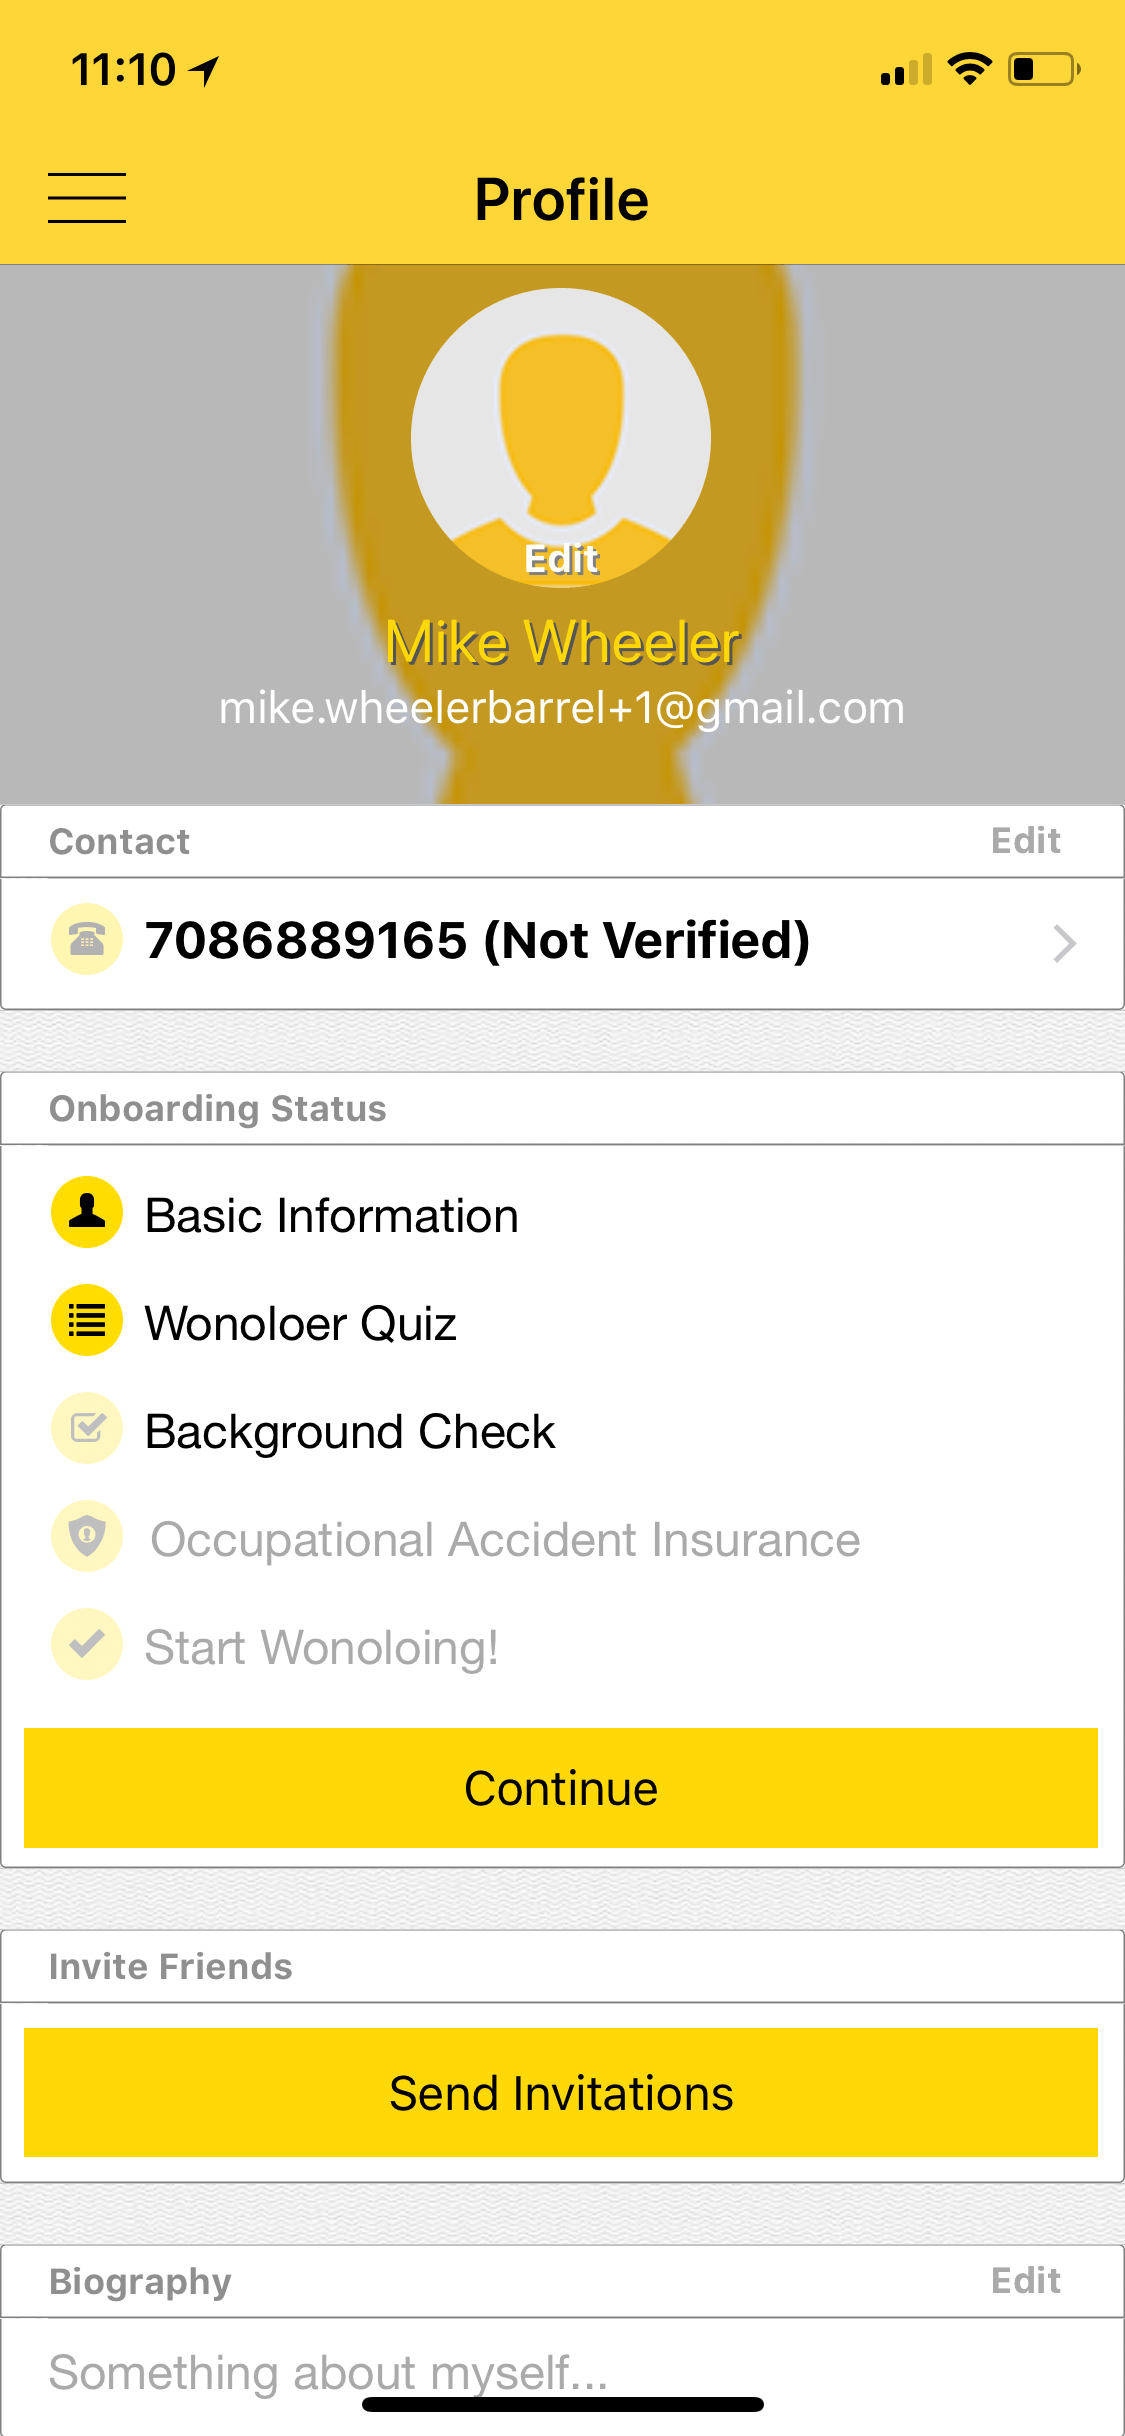 11:10
Profile
Edit
Mike Wheeler
mike.wheelerbarrel+1@gmail.com
Contact Edit
7086889165 (Not Verified)
Onboarding Status
Basic Information
Wonoloer Quiz
Background Check
Occupational Accident Insurance
Start Wonoloing!
Continue
Invite Friends
Send Invitations
Biography Edit
Something about myself...